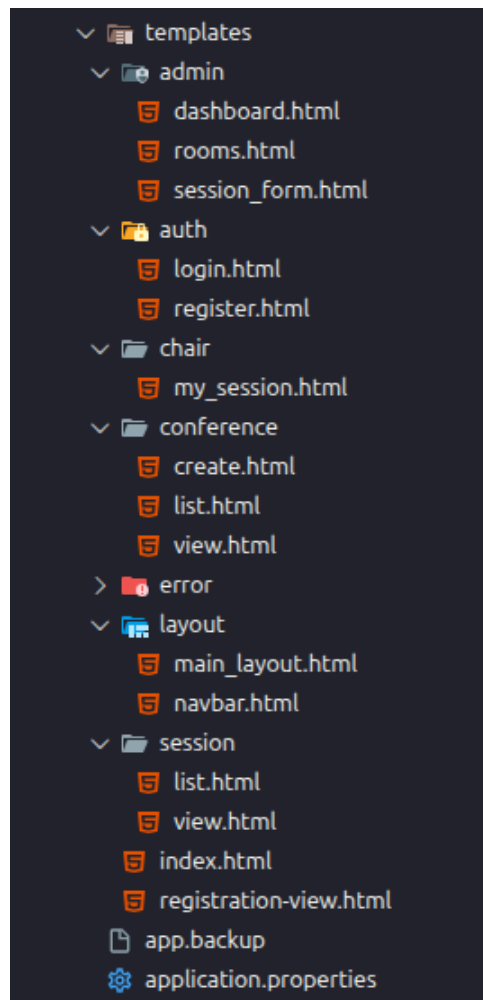 templates
admin
dashboard.html
rooms.html
session_form.html
auth
login.html
register.html
chair
my_session.html
conference
create.html
list.html
view.html
error
layout
main_layout.html
navbar.html
session
list.html
view.html
index.html
registration-view.html
app.backup
application.properties